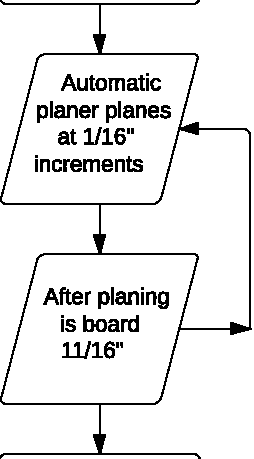 Automatic
planer planes
at 1/16"
increments
After planing
is board
11/16"